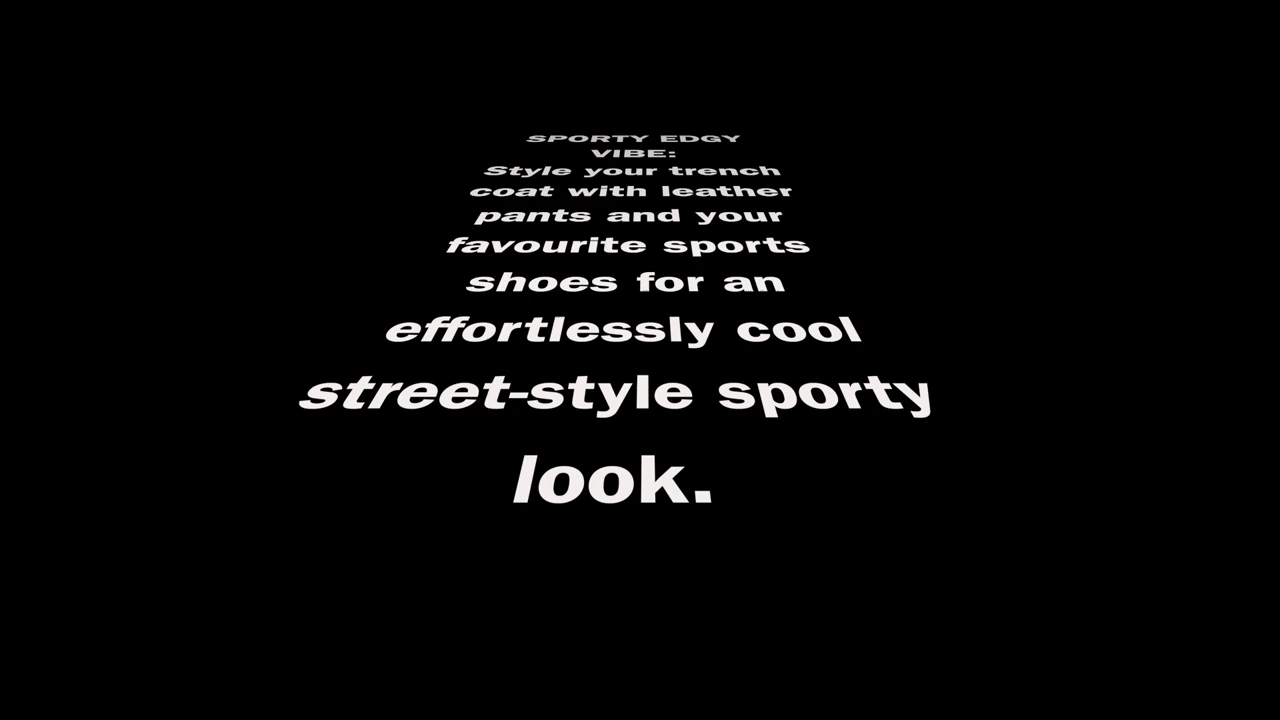 SPORTY EDGY
VIBE:
Style your trench
coat with leather
pants and your
favourite sports
shoes for an
effortlessly cool
street-style sporty
look.